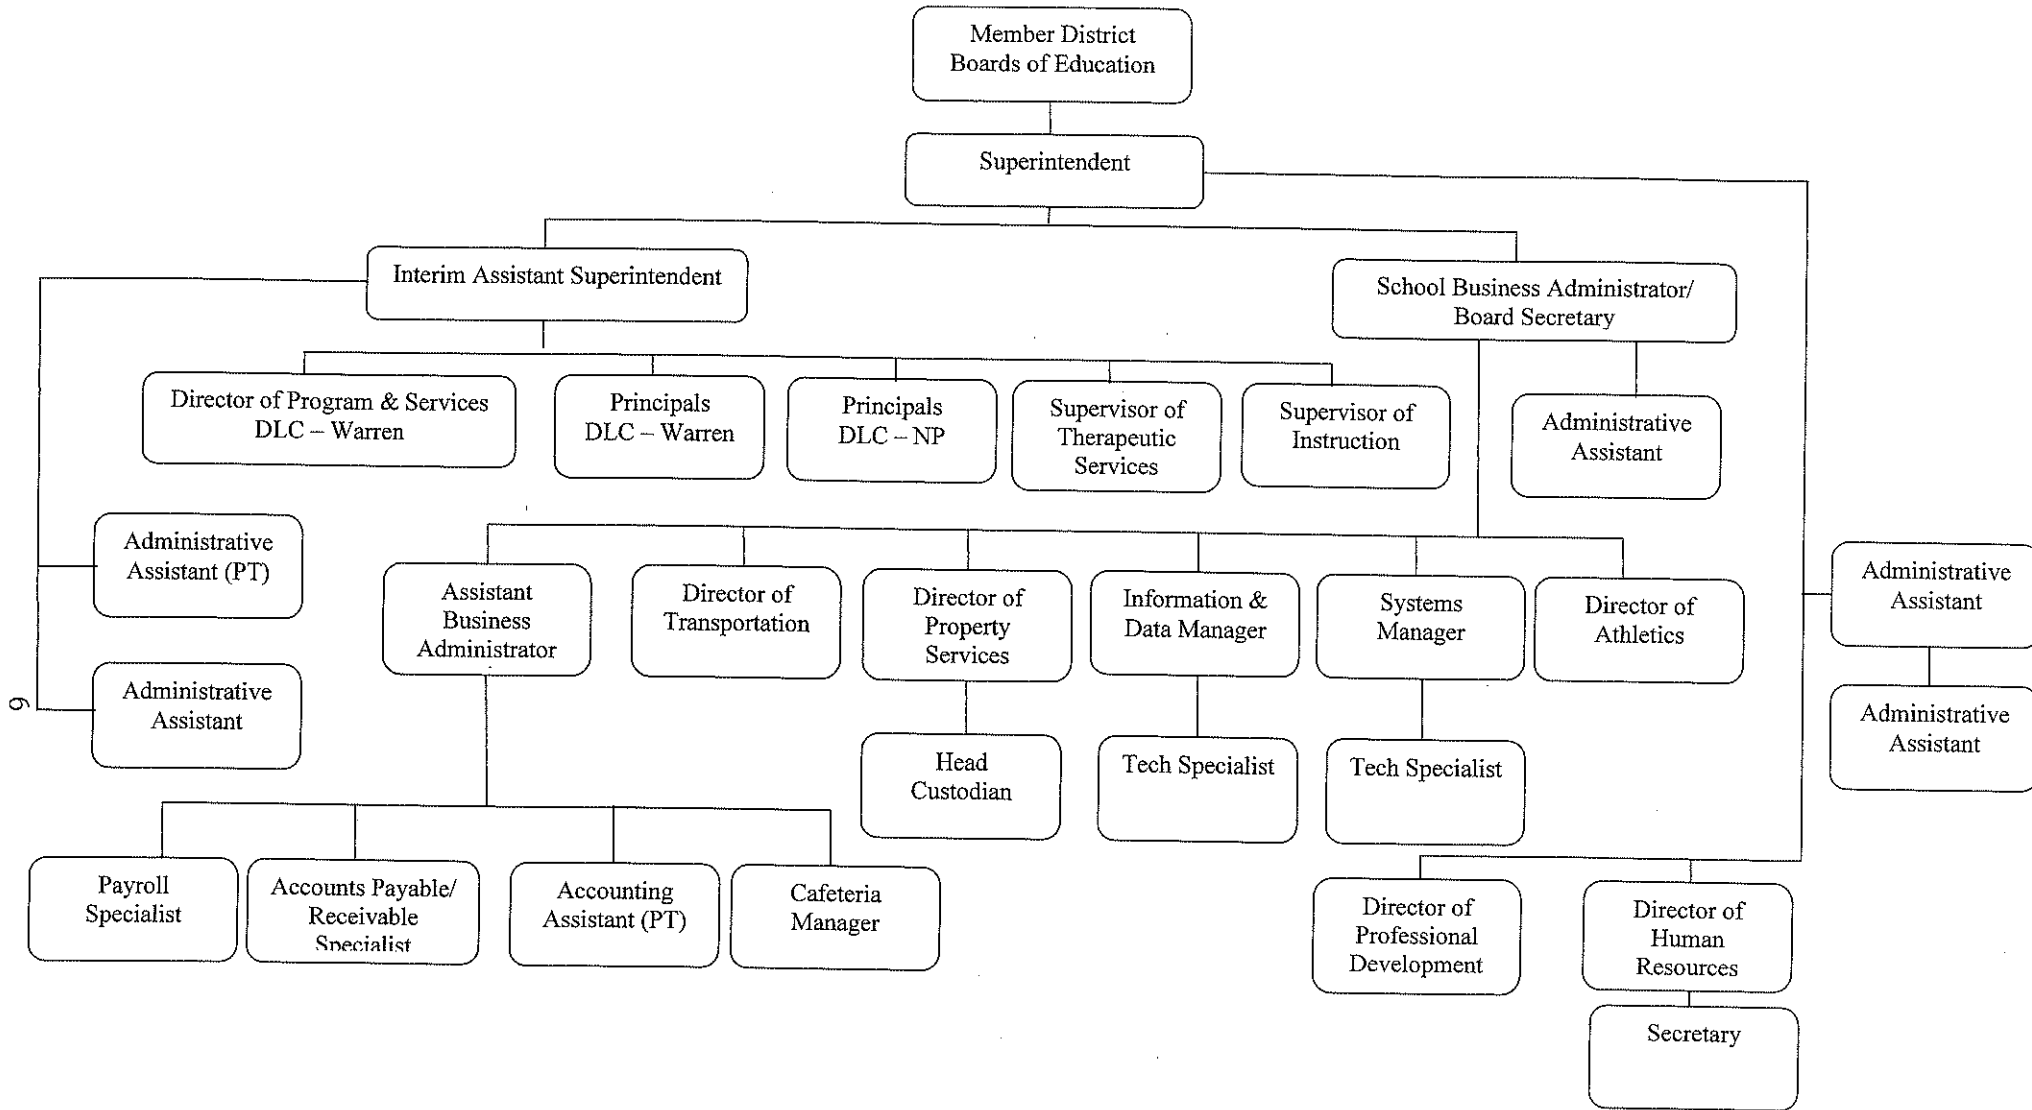 Member District
Boards of Education
Superintendent
Interim Assistant Superintendent
School Business Administrator/
Board Secretary
Director of Program & Services
DLC – Warren
Principals
DLC – Warren
Principals
DLC – NP
Supervisor of
Therapeutic
Services
Supervisor of
Instruction
Administrative
Assistant
Administrative
Assistant (PT)
Administrative
Assistant
Assistant
Business
Administrator
Director of
Transportation
Director of
Property
Services
Information &
Data Manager
Systems
Manager
Director of
Athletics
Administrative
Assistant
Administrative
Assistant
Head
Custodian
Tech Specialist
Tech Specialist
Payroll
Specialist
Accounts Payable/
Receivable
Specialist
Accounting
Assistant (PT)
Cafeteria
Manager
Director of
Professional
Development
Director of
Human
Resources
Secretary
9